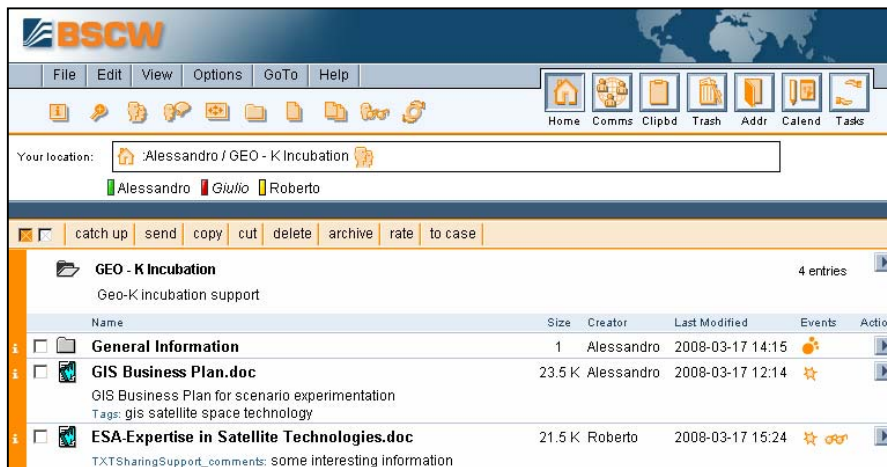 BSCW
File Edit View Options GoTo Help
Home Comms Clipbd Trash Addr Calend Tasks
Your location: :Alessandro / GEO - K Incubation
Alessandro Giulio Roberto
catch up send copy cut delete archive rate to case
GEO - K Incubation 4 entries
Geo-K incubation support
Name Size Creator Last Modified Events Actio
General Information 1 Alessandro 2008-03-17 14:15
GIS Business Plan.doc 23.5 K Alessandro 2008-03-17 12:14
GIS Business Plan for scenario experimentation
Tags: gis satellite space technology
ESA-Expertise in Satellite Technologies.doc 21.5 K Roberto 2008-03-17 15:24
TXTSharingSupport_comments: some interesting information